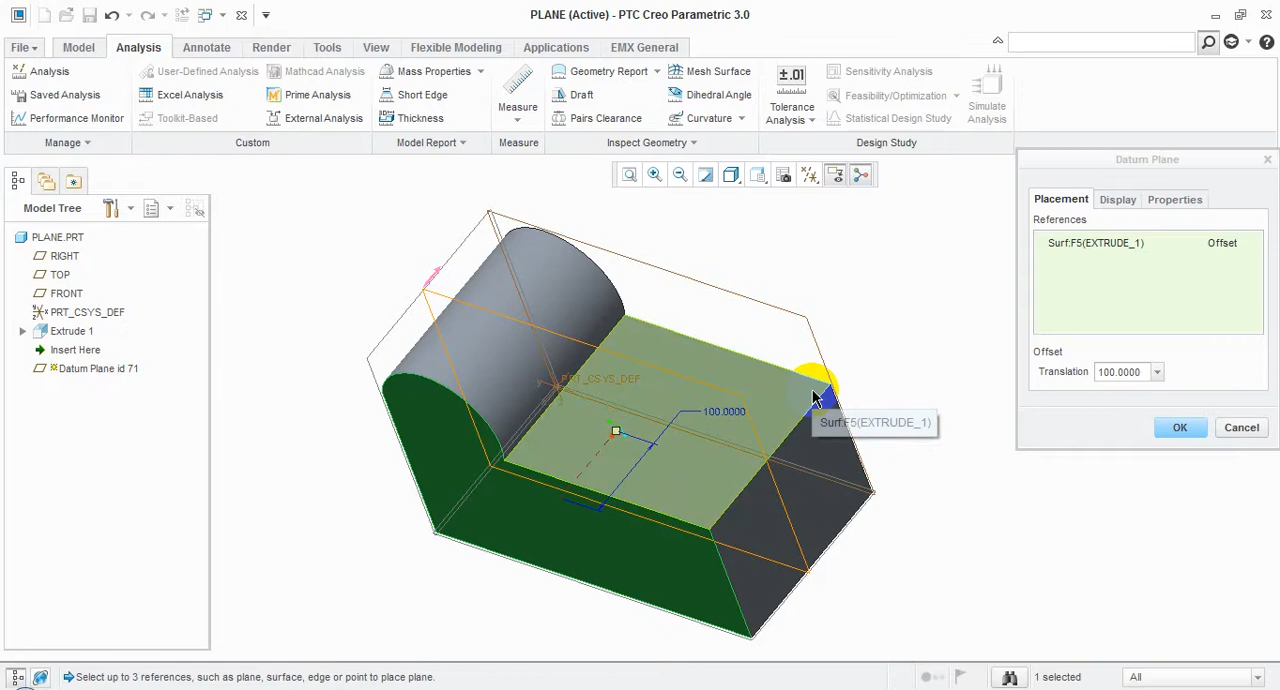 PLANE (Active) - PTC Creo Parametric 3.0
File Model Analysis Annotate Render Tools View Flexible Modeling Applications EMX General
Analysis User-Defined Analysis Mathcad Analysis Mass Properties Geometry Report Mesh Surface ±.01 Sensitivity Analysis
Saved Analysis Excel Analysis Prime Analysis Short Edge Measure Draft Dihedral Angle Tolerance Analysis Feasibility/Optimization Simulate Analysis
Performance Monitor Toolkit-Based External Analysis Thickness Pairs Clearance Curvature Statistical Design Study
Manage Custom Model Report Measure Inspect Geometry Design Study
Datum Plane
Placement Display Properties
References
Surf:F5(EXTRUDE_1) Offset
Offset
Translation 100.0000
OK Cancel
Model Tree
PLANE.PRT
RIGHT
TOP
FRONT
PRT_CSYS_DEF
Extrude 1
Insert Here
Datum Plane id 71
PRT_CSYS_DEF
100.0000
Surf:F5(EXTRUDE_1)
Select up to 3 references, such as plane, surface, edge or point to place plane.
1 selected
All